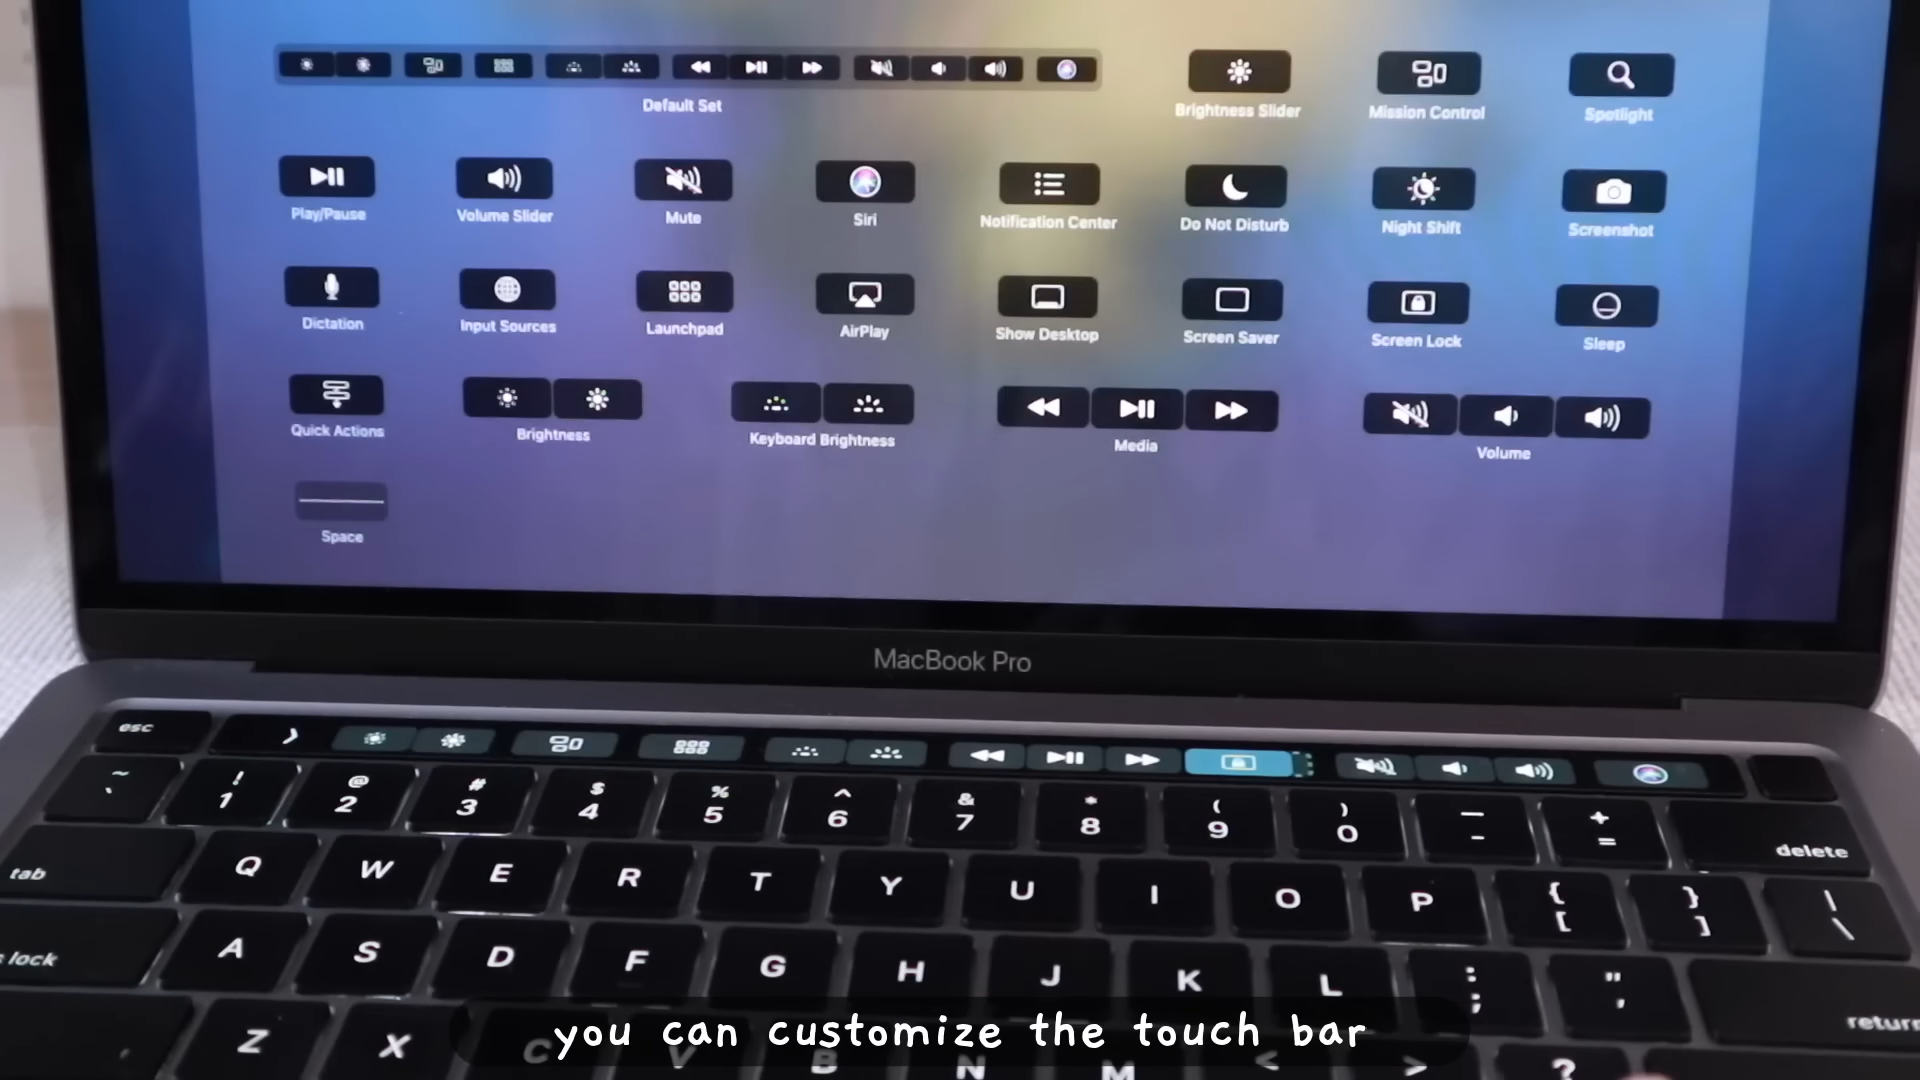 Default Set
Brightness Slider
Mission Control
Spotlight
Play/Pause
Volume Slider
Mute
Siri
Notification Center
Do Not Disturb
Night Shift
Screenshot
Dictation
Input Sources
Launchpad
AirPlay
Show Desktop
Screen Saver
Screen Lock
Sleep
Quick Actions
Brightness
Keyboard Brightness
Media
Volume
Space
MacBook Pro
esc
~ ! @ # $ % ^ & * ( ) — +
` 1 2 3 4 5 6 7 8 9 0 - =
delete
tab Q W E R T Y U I O P { [ } ] | \
lock A S D F G H J K L : ; " '
return
Z X C V B N M < > ?
you can customize the touch bar